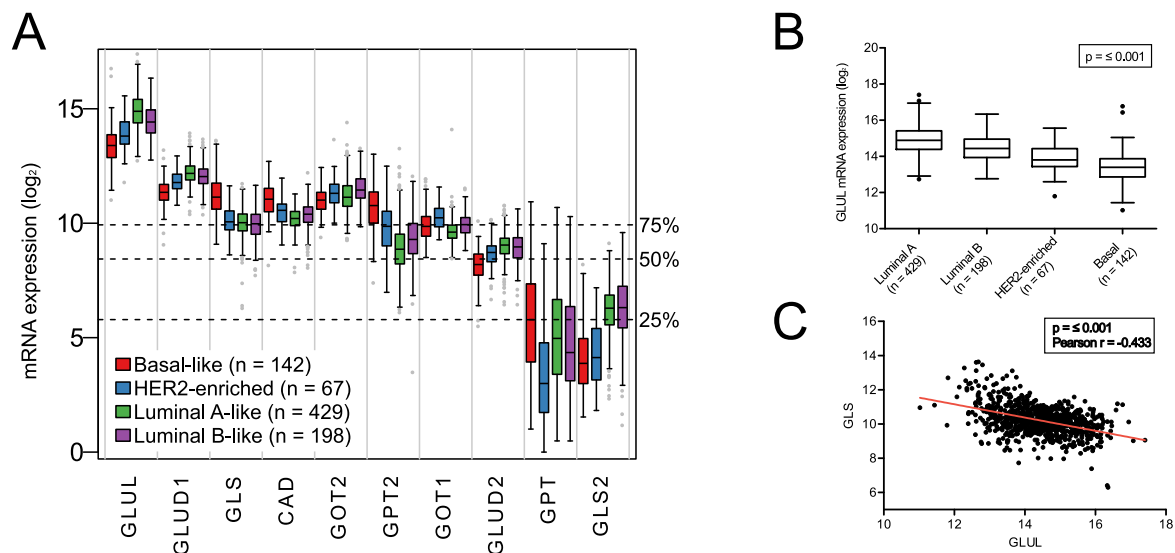 A
mRNA expression (log₂)
15
10
5
0
75%
50%
25%
Basal-like (n = 142)
HER2-enriched (n = 67)
Luminal A-like (n = 429)
Luminal B-like (n = 198)
GLUL
GLUD1
GLS
CAD
GOT2
GPT2
GOT1
GLUD2
GPT
GLS2
B
GLUL mRNA expression (log₂)
20
18
16
14
12
10
p = ≤ 0.001
Luminal A
(n = 429)
Luminal B
(n = 198)
HER2-enriched
(n = 67)
Basal
(n = 142)
C
GLS
16
14
12
10
8
6
p = ≤ 0.001
Pearson r = -0.433
10
12
14
16
18
GLUL